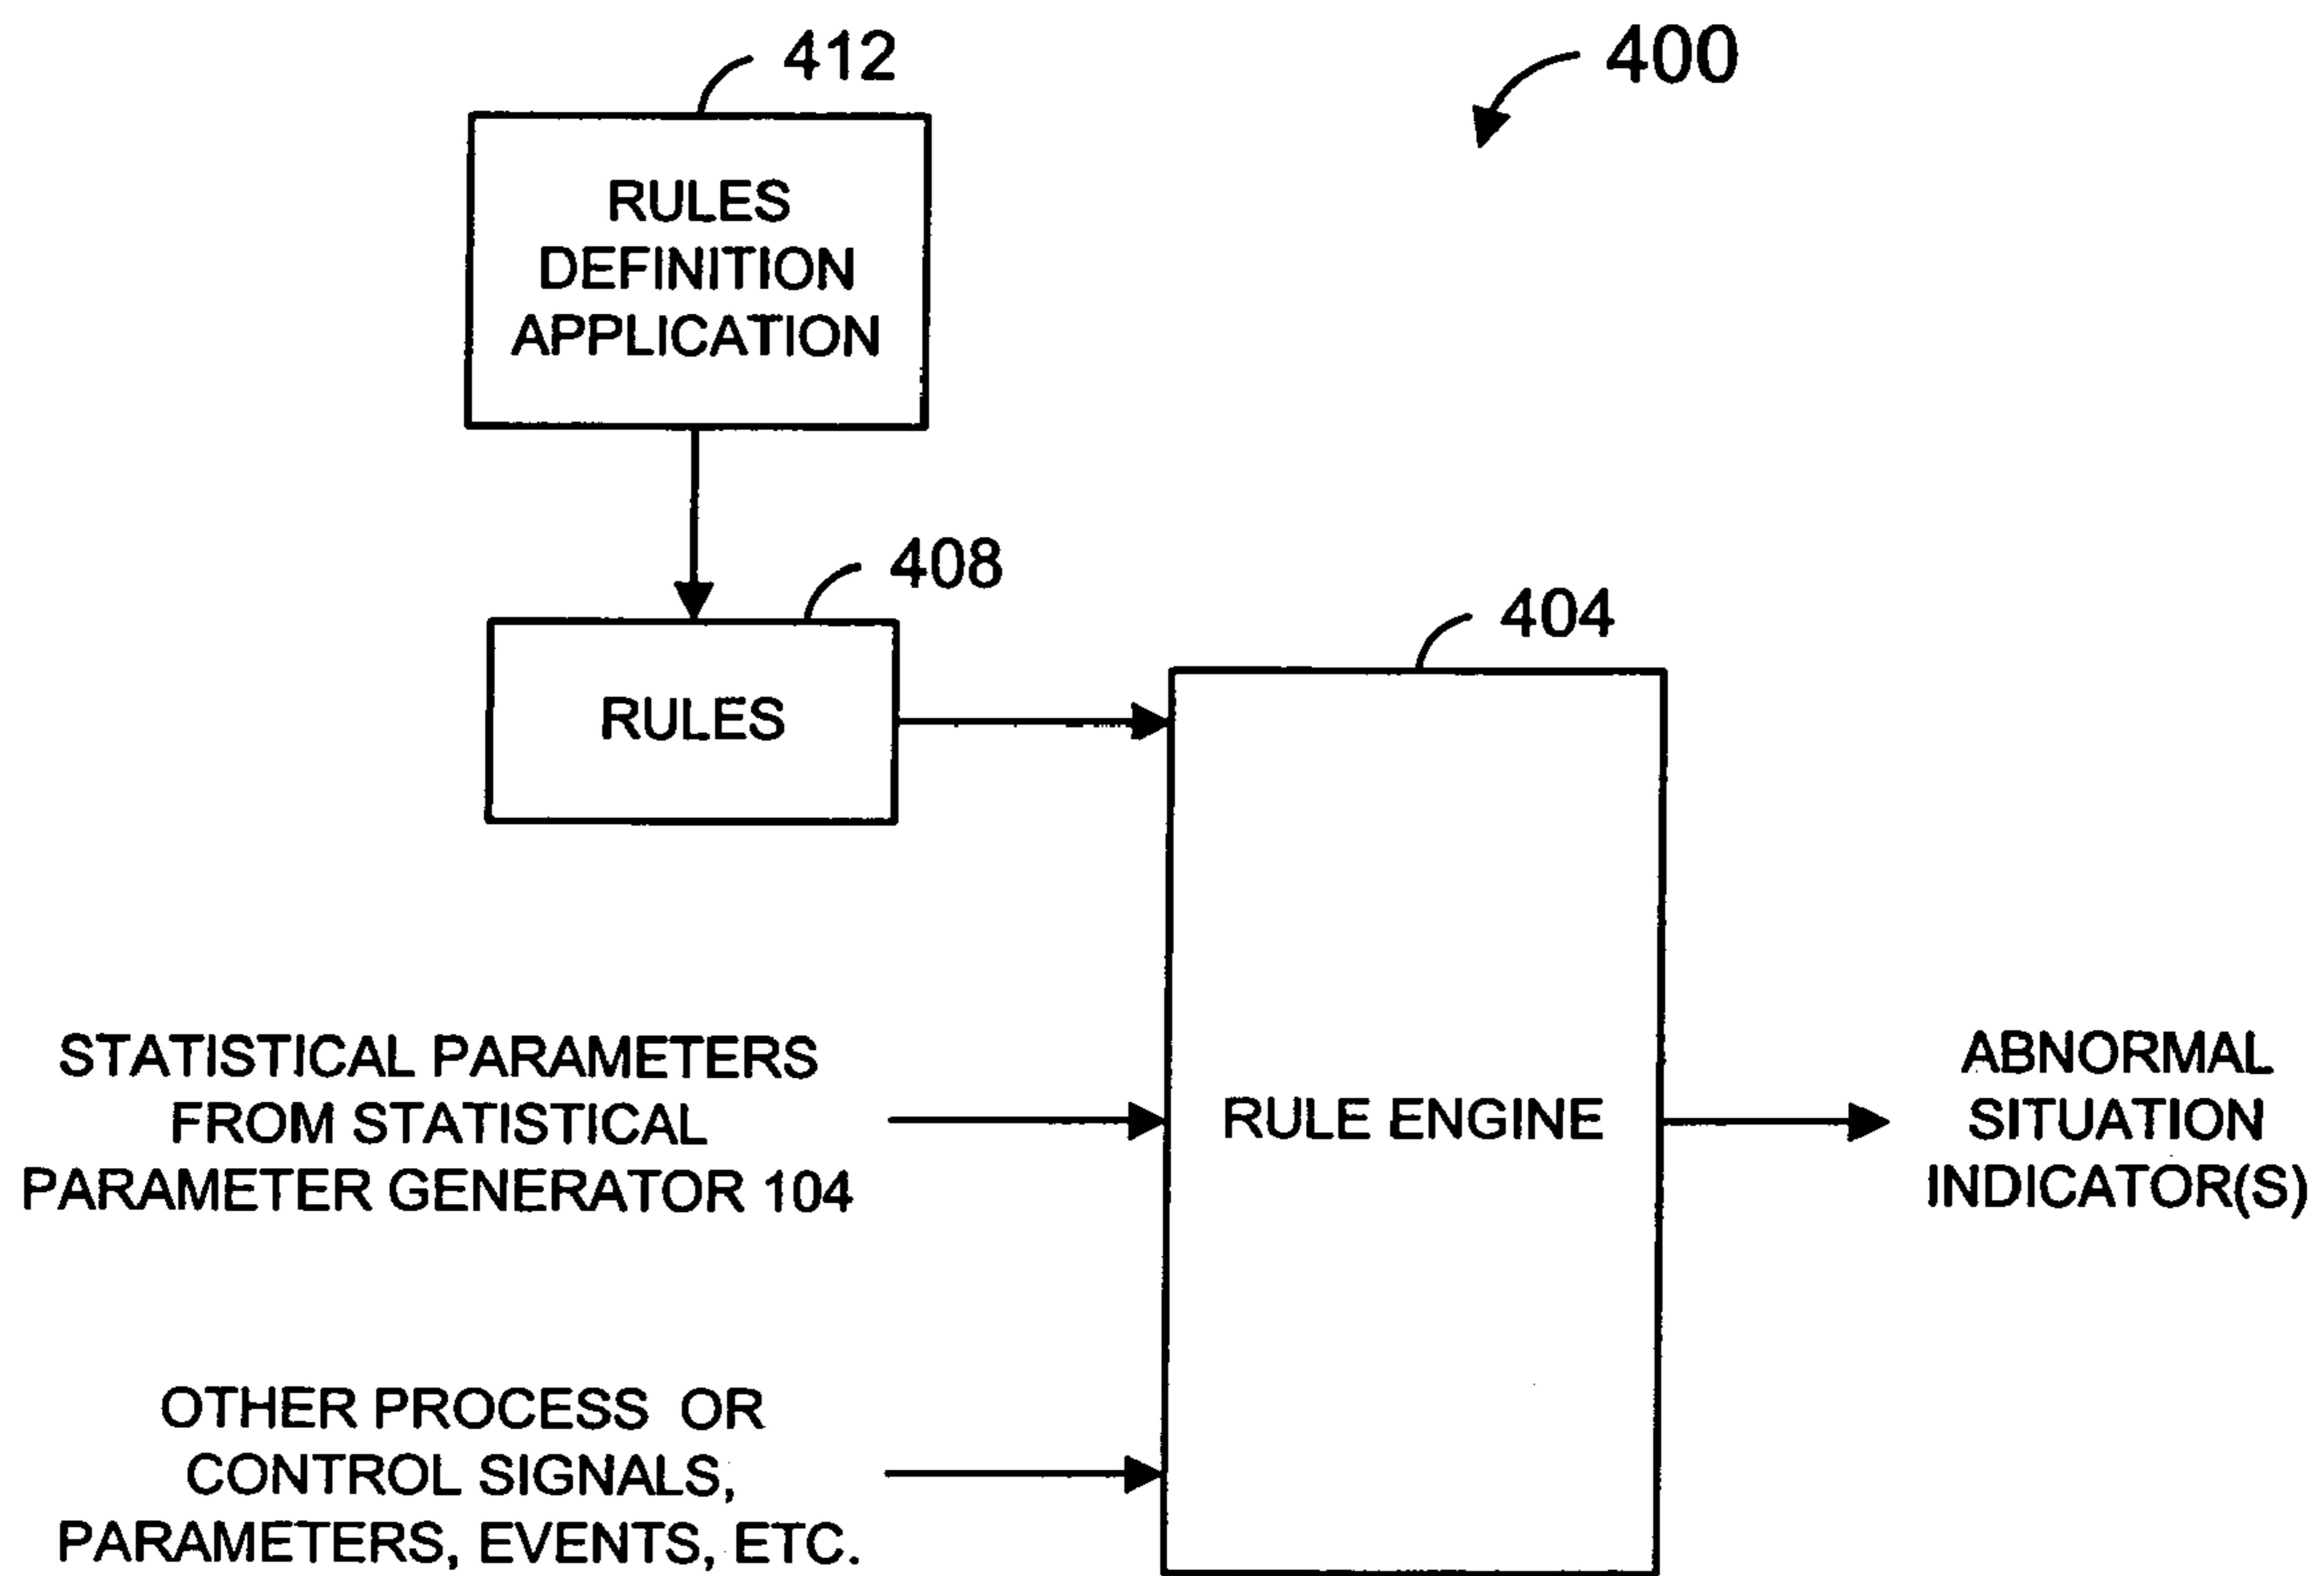 412
400
RULES
DEFINITION
APPLICATION
408
404
RULES
STATISTICAL PARAMETERS
FROM STATISTICAL
PARAMETER GENERATOR 104
RULE ENGINE
ABNORMAL
SITUATION
INDICATOR(S)
OTHER PROCESS OR
CONTROL SIGNALS,
PARAMETERS, EVENTS, ETC.